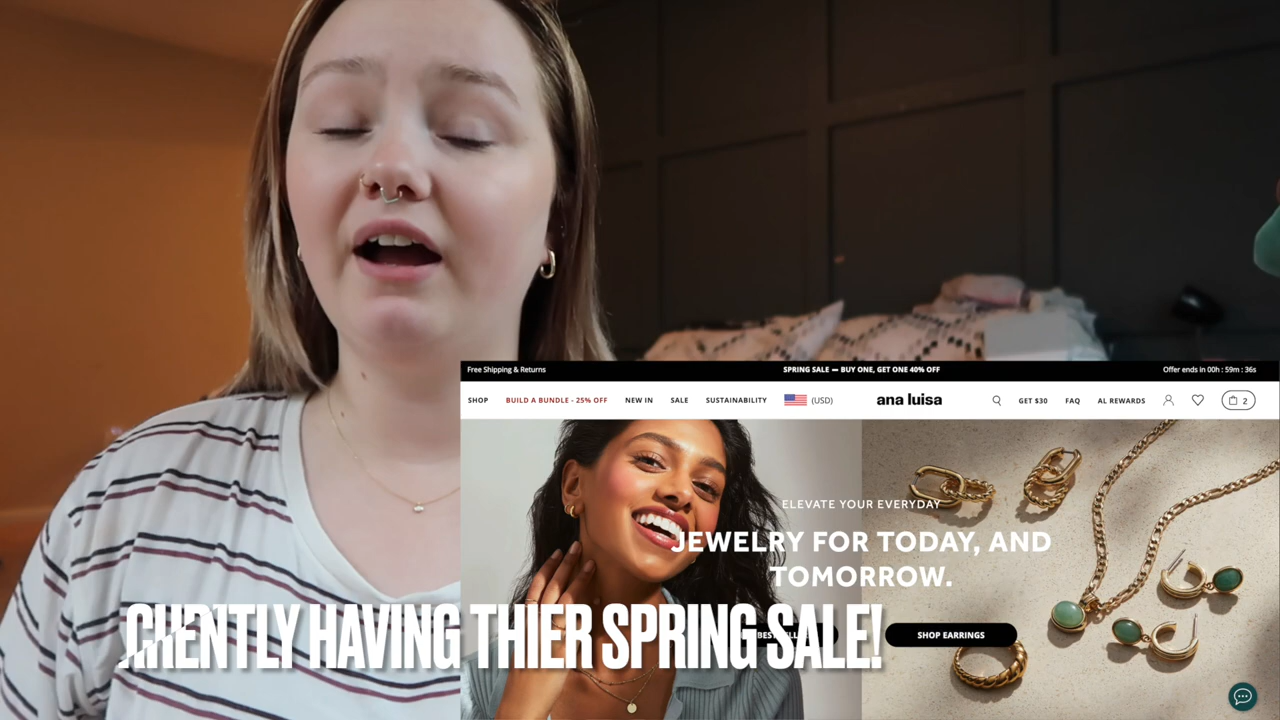 Free Shipping & Returns
SPRING SALE — BUY ONE, GET ONE 40% OFF
Offer ends in 00h : 59m : 36s
SHOP BUILD A BUNDLE - 25% OFF NEW IN SALE SUSTAINABILITY (USD) ana luisa GET $30 FAQ AL REWARDS 2
ELEVATE YOUR EVERYDAY
JEWELRY FOR TODAY, AND
TOMORROW.
SHOP EARRINGS
HAVING THIER SPRING SALE!